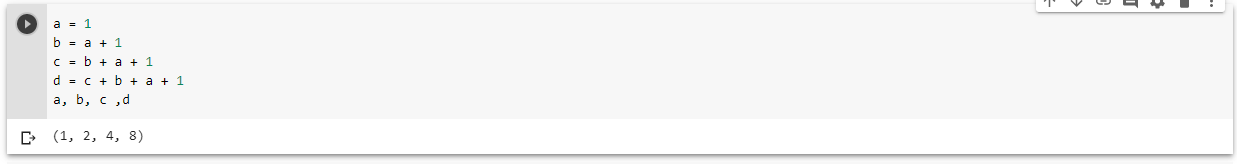 a = 1
b = a + 1
c = b + a + 1
d = c + b + a + 1
a, b, c ,d
(1, 2, 4, 8)